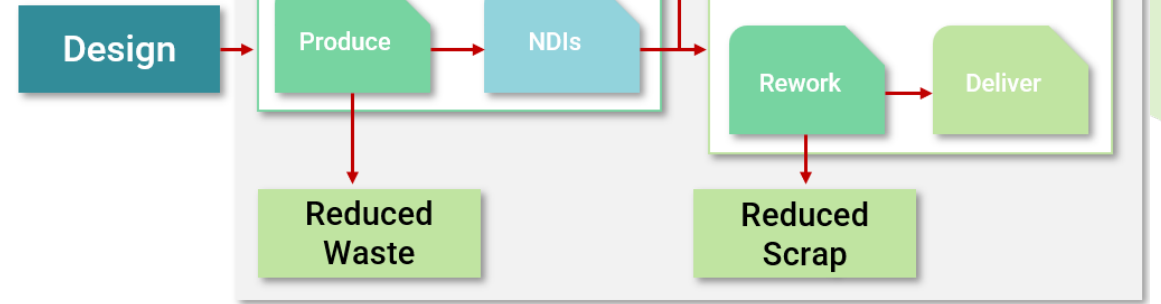 Design
Produce
NDIs
Rework
Deliver
Reduced
Waste
Reduced
Scrap